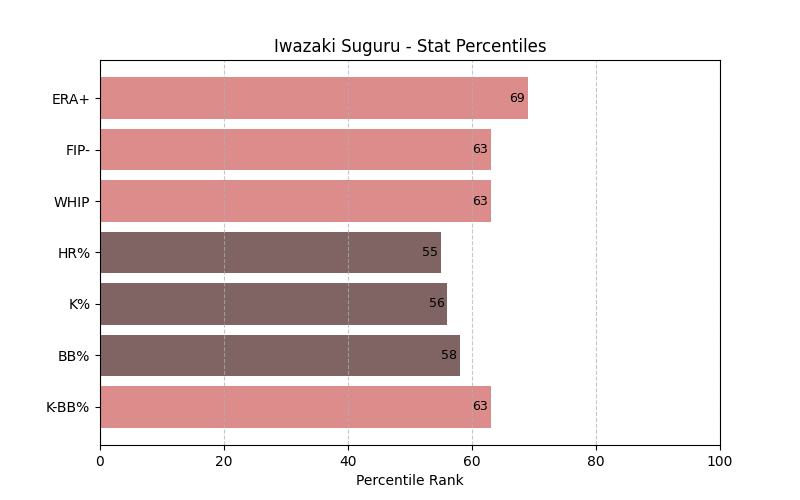 Iwazaki Suguru - Stat Percentiles
ERA+ 69
FIP- 63
WHIP 63
HR% 55
K% 56
BB% 58
K-BB% 63
0 20 40 60 80 100
Percentile Rank